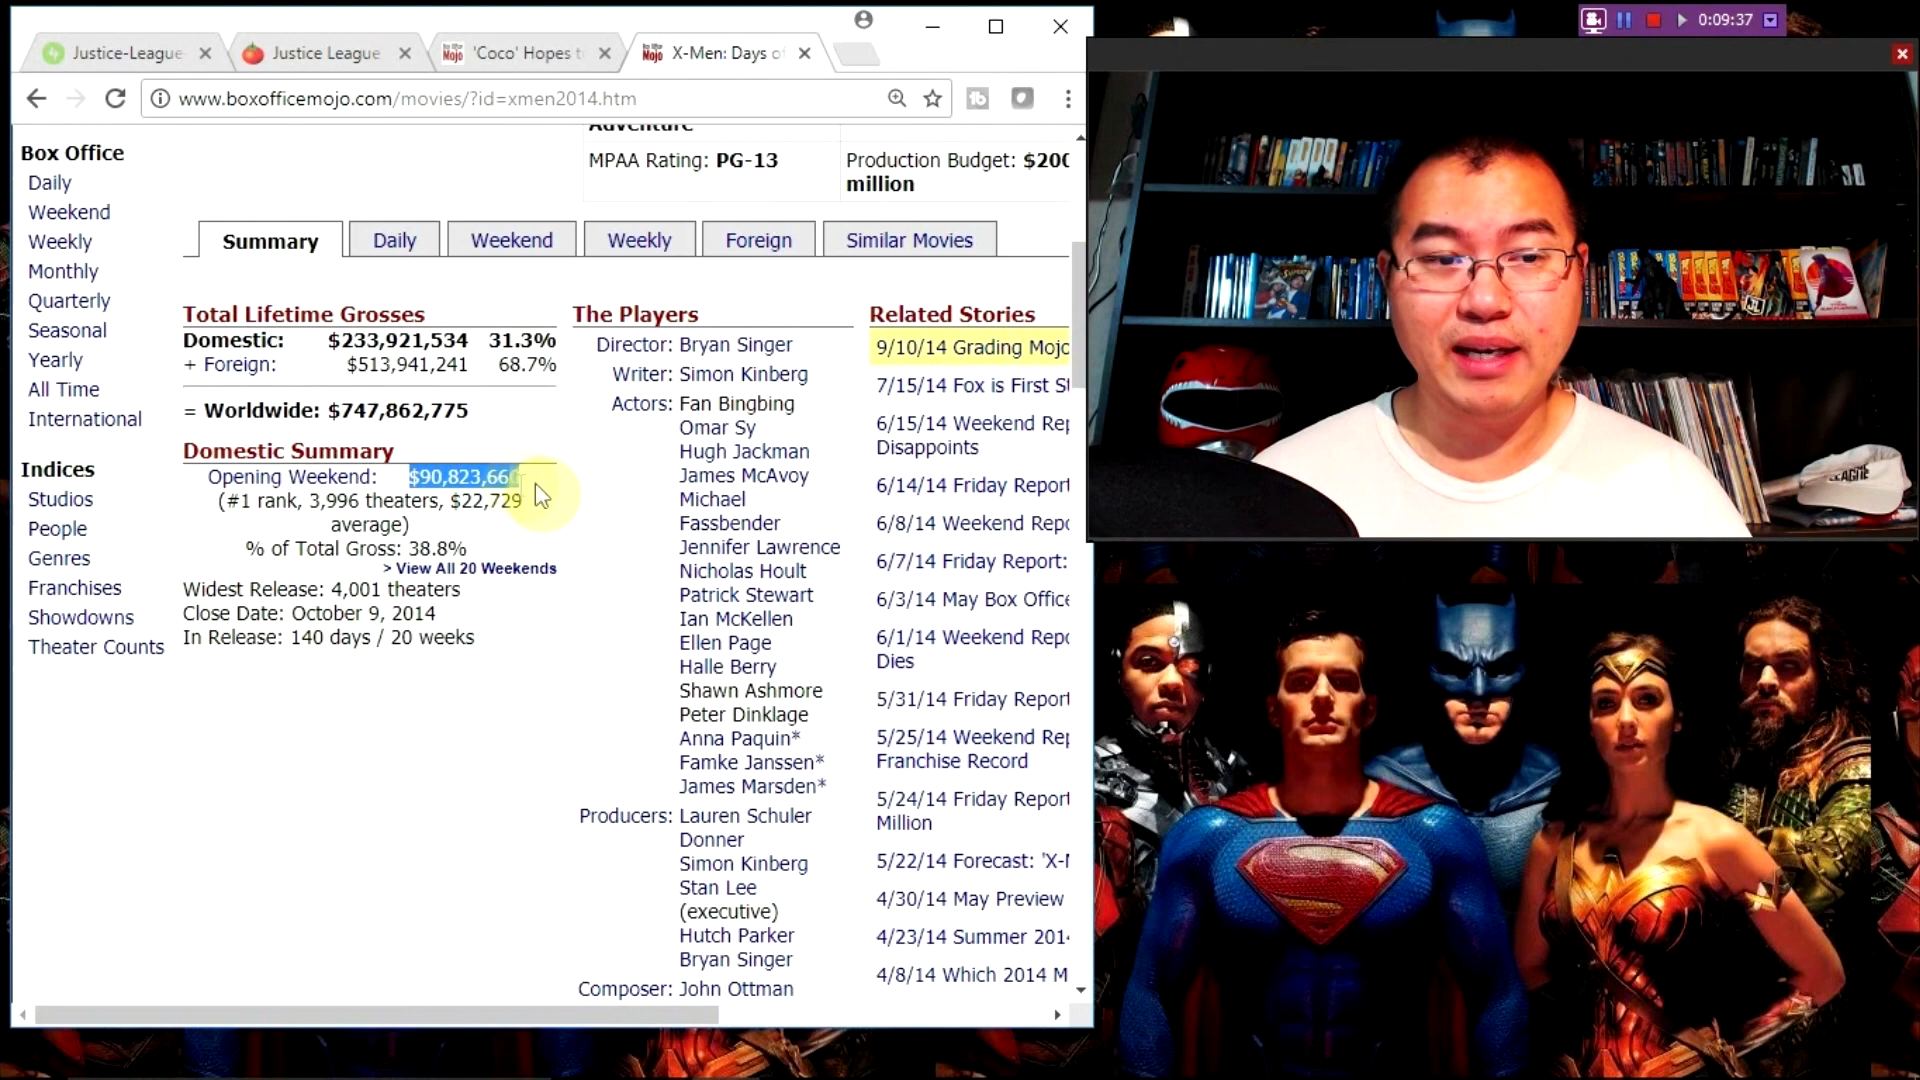 Justice-League
Justice League
'Coco' Hopes t
X-Men: Days of
0:09:37
www.boxofficemojo.com/movies/?id=xmen2014.htm
Adventure
MPAA Rating: PG-13
Production Budget: $200
million
Box Office
Daily
Weekend
Weekly
Monthly
Quarterly
Seasonal
Yearly
All Time
International
Indices
Studios
People
Genres
Franchises
Showdowns
Theater Counts
Summary
Daily
Weekend
Weekly
Foreign
Similar Movies
Total Lifetime Grosses
Domestic: $233,921,534 31.3%
+ Foreign: $513,941,241 68.7%
= Worldwide: $747,862,775
Domestic Summary
Opening Weekend: $90,823,660
(#1 rank, 3,996 theaters, $22,729
average)
% of Total Gross: 38.8%
> View All 20 Weekends
Widest Release: 4,001 theaters
Close Date: October 9, 2014
In Release: 140 days / 20 weeks
The Players
Director: Bryan Singer
Writer: Simon Kinberg
Actors: Fan Bingbing
Omar Sy
Hugh Jackman
James McAvoy
Michael
Fassbender
Jennifer Lawrence
Nicholas Hoult
Patrick Stewart
Ian McKellen
Ellen Page
Halle Berry
Shawn Ashmore
Peter Dinklage
Anna Paquin*
Famke Janssen*
James Marsden*
Producers: Lauren Schuler
Donner
Simon Kinberg
Stan Lee
(executive)
Hutch Parker
Bryan Singer
Composer: John Ottman
Related Stories
9/10/14 Grading Mojo
7/15/14 Fox is First S
6/15/14 Weekend Rep
Disappoints
6/14/14 Friday Report
6/8/14 Weekend Repo
6/7/14 Friday Report:
6/3/14 May Box Office
6/1/14 Weekend Repo
Dies
5/31/14 Friday Report
5/25/14 Weekend Rep
Franchise Record
5/24/14 Friday Report
Million
5/22/14 Forecast: 'X-M
4/30/14 May Preview
4/23/14 Summer 2014
4/8/14 Which 2014 M
JL
LEAGUE